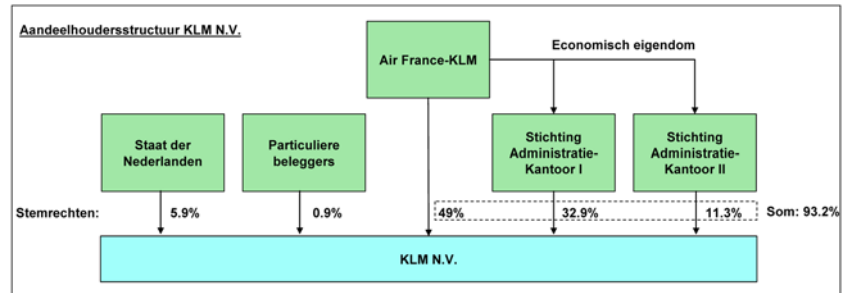 Aandeelhoudersstructuur KLM N.V.
Air France-KLM
Economisch eigendom
Staat der
Nederlanden
Particuliere
beleggers
Stichting
Administratie-
Kantoor I
Stichting
Administratie-
Kantoor II
Stemrechten: 5.9% 0.9% 49% 32.9% 11.3% Som: 93.2%
KLM N.V.